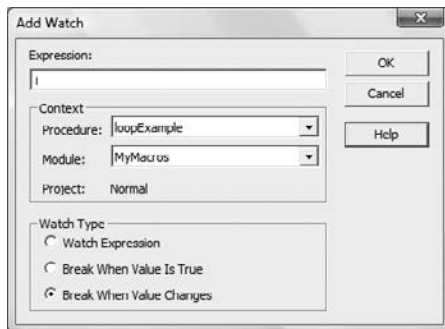 Add Watch
Expression:
i
OK
Cancel
Help
Context
Procedure: loopExample
Module: MyMacros
Project: Normal
Watch Type
Watch Expression
Break When Value Is True
Break When Value Changes